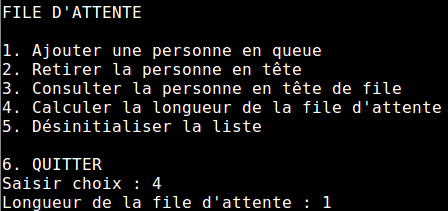 FILE D'ATTENTE
1. Ajouter une personne en queue
2. Retirer la personne en tête
3. Consulter la personne en tête de file
4. Calculer la longueur de la file d'attente
5. Désinitialiser la liste
6. QUITTER
Saisir choix : 4
Longueur de la file d'attente : 1